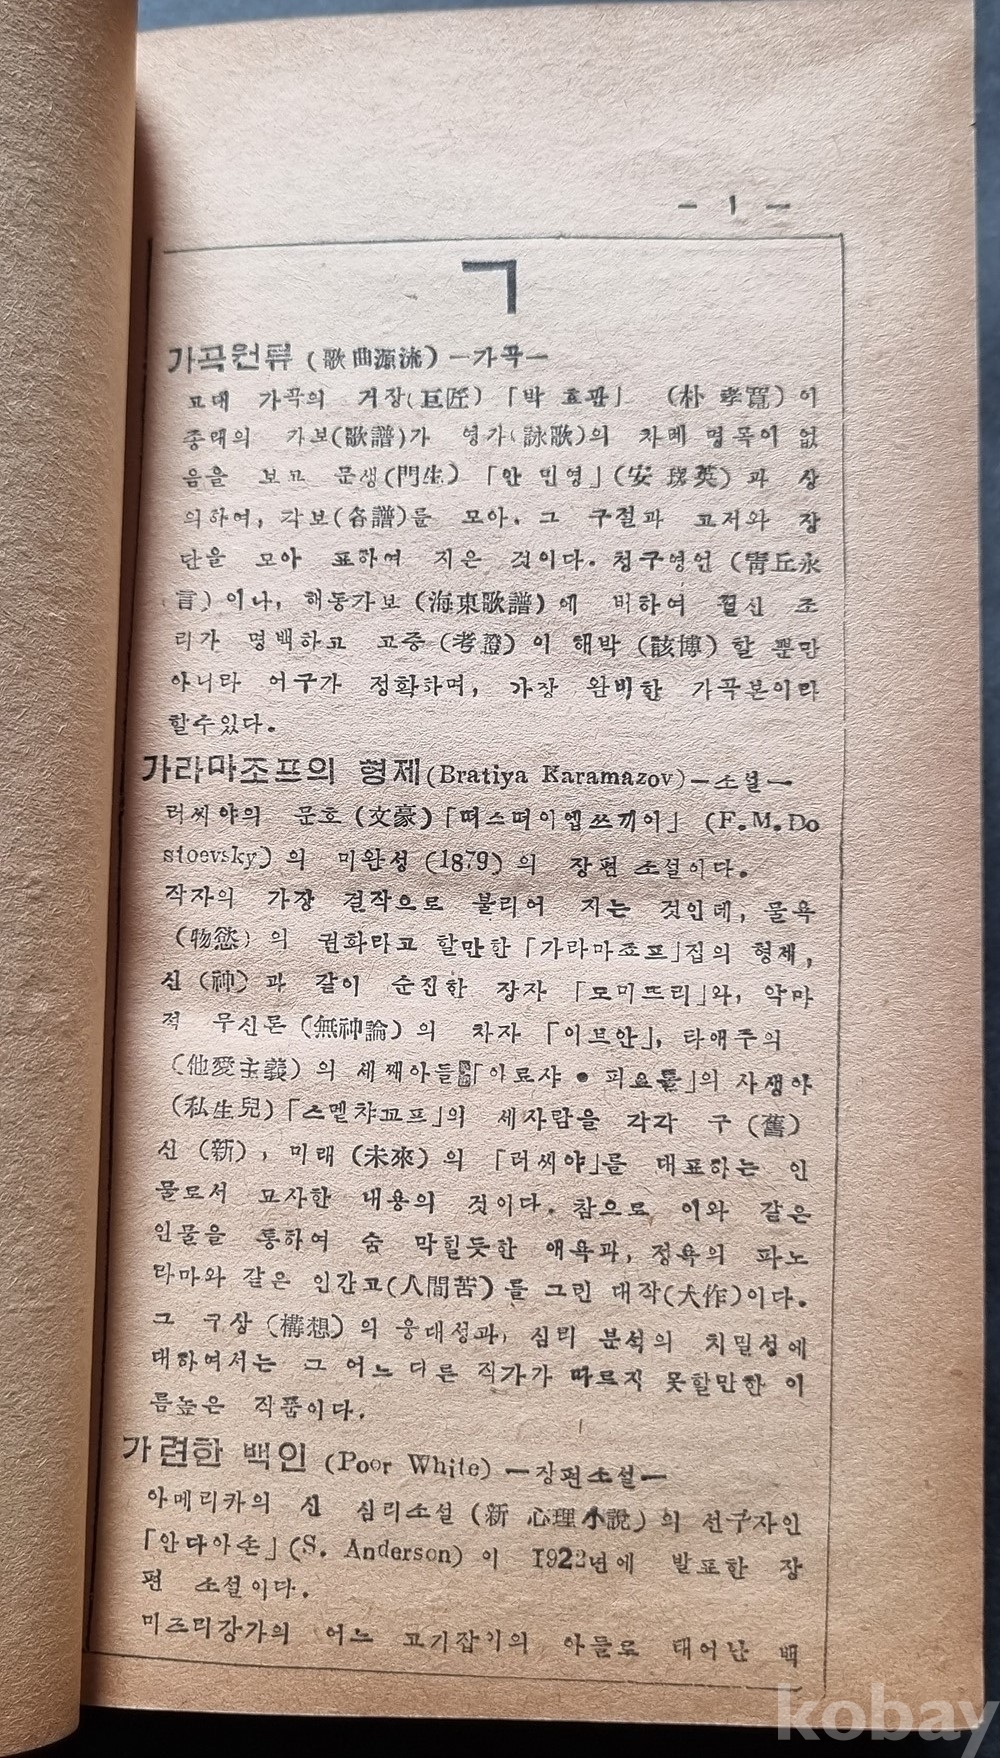 — 1 —
ㄱ
가곡원류 (歌曲源流) —가곡—
고대 가곡의 거장(巨匠) 「박 효관」 (朴 孝寬)이
종래의 가보(歌譜)가 영가(詠歌)의 차례 명목이 없
음을 보고 문생(門生) 「안 민영」(安 玟英)과 상
의하여, 각보(各譜)를 모아. 그 구절과 고저와 장
단을 모아 표하여 지은 것이다. 청구영언 (靑丘永
言)이나, 해동가보 (海東歌譜)에 비하여 훨신 조
리가 명백하고 고증 (考證)이 해박 (該博)할 뿐만
아니라 어구가 정확하며, 가장 완비한 가곡본이라
할수있다.
가라마조프의 형제(Bratiya Karamazov)—소설—
러씨야의 문호 (文豪)「떠스떠이엡쓰끼이」 (F.M.Do
stoevsky)의 미완성 (1879)의 장편 소설이다.
작자의 가장 걸작으로 불리어 지는 것인데, 물욕
(物慾)의 권화라고 할만한「가라마죠프」집의 형제,
신 (神)과 같이 순진한 장자 「도미뜨리」와, 악마
적 무신론 (無神論)의 차자 「이브안」, 타애주의
(他愛主義)의 세째아들「아로샤 • 피요돌」의 사생아
(私生兒)「스멜챠꼬프」의 세사람을 각각 구 (舊)
신 (新), 미래 (未來)의 「러씨야」를 대표하는 인
물로서 묘사한 내용의 것이다. 참으로 이와 같은
인물을 통하여 숨 막힐듯한 애욕과, 정욕의 파노
라마와 같은 인간고(人間苦)를 그린 대작(大作)이다.
그 구상 (構想)의 웅대성과, 심리 분석의 치밀성에
대하여서는 그 어느 다른 작가가 따르지 못할만한 이
름높은 작품이다.
가련한 백인 (Poor White) —장편소설—
아메리카의 신 심리소설 (新 心理小說)의 선구자인
「안다아손」(S. Anderson)이 1922년에 발표한 장
편 소설이다.
미즈리강가의 어느 고기잡이의 아들로 태어난 백
kobay